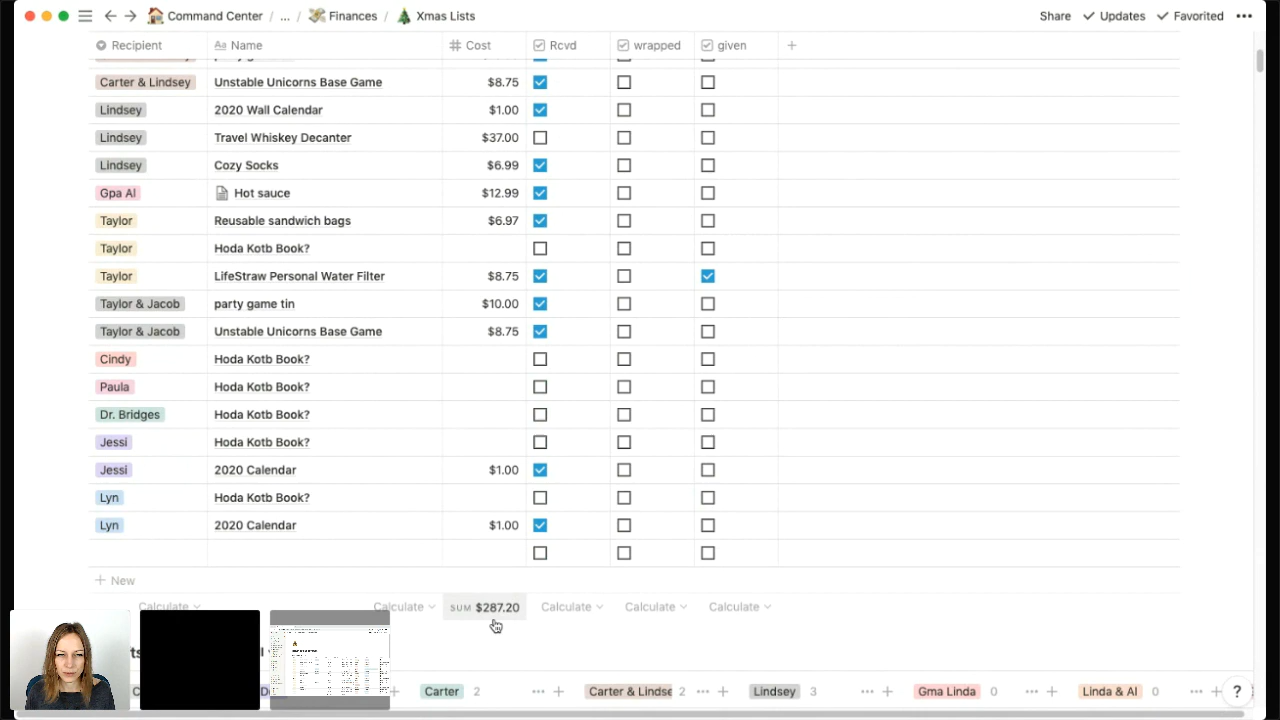 Command Center / ... / Finances / Xmas Lists Share Updates Favorited •••
Recipient Aa Name # Cost Rcvd wrapped given +
Carter & Lindsey Unstable Unicorns Base Game $8.75
Lindsey 2020 Wall Calendar $1.00
Lindsey Travel Whiskey Decanter $37.00
Lindsey Cozy Socks $6.99
Gpa Al Hot sauce $12.99
Taylor Reusable sandwich bags $6.97
Taylor Hoda Kotb Book?
Taylor LifeStraw Personal Water Filter $8.75
Taylor & Jacob party game tin $10.00
Taylor & Jacob Unstable Unicorns Base Game $8.75
Cindy Hoda Kotb Book?
Paula Hoda Kotb Book?
Dr. Bridges Hoda Kotb Book?
Jessi Hoda Kotb Book?
Jessi 2020 Calendar $1.00
Lyn Hoda Kotb Book?
Lyn 2020 Calendar $1.00
+ New
Calculate Calculate SUM $287.20 Calculate Calculate Calculate
Carter 2 ••• + Carter & Lindse 2 ••• + Lindsey 3 ••• + Gma Linda 0 ••• + Linda & Al 0 ••• + ?